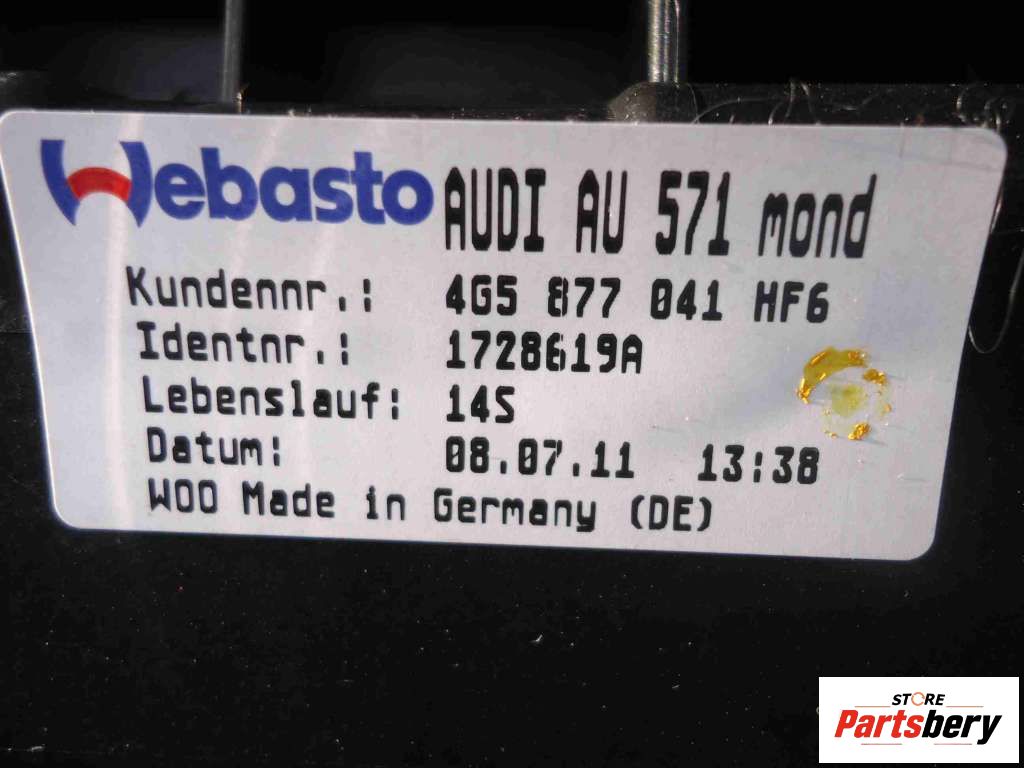 Webasto AUDI AU 571 mond
Kundennr.: 4G5 877 041 HF6
Identnr.: 1728619A
Lebenslauf: 14S
Datum: 08.07.11 13:38
WOO Made in Germany (DE)
STORE
Partsbery